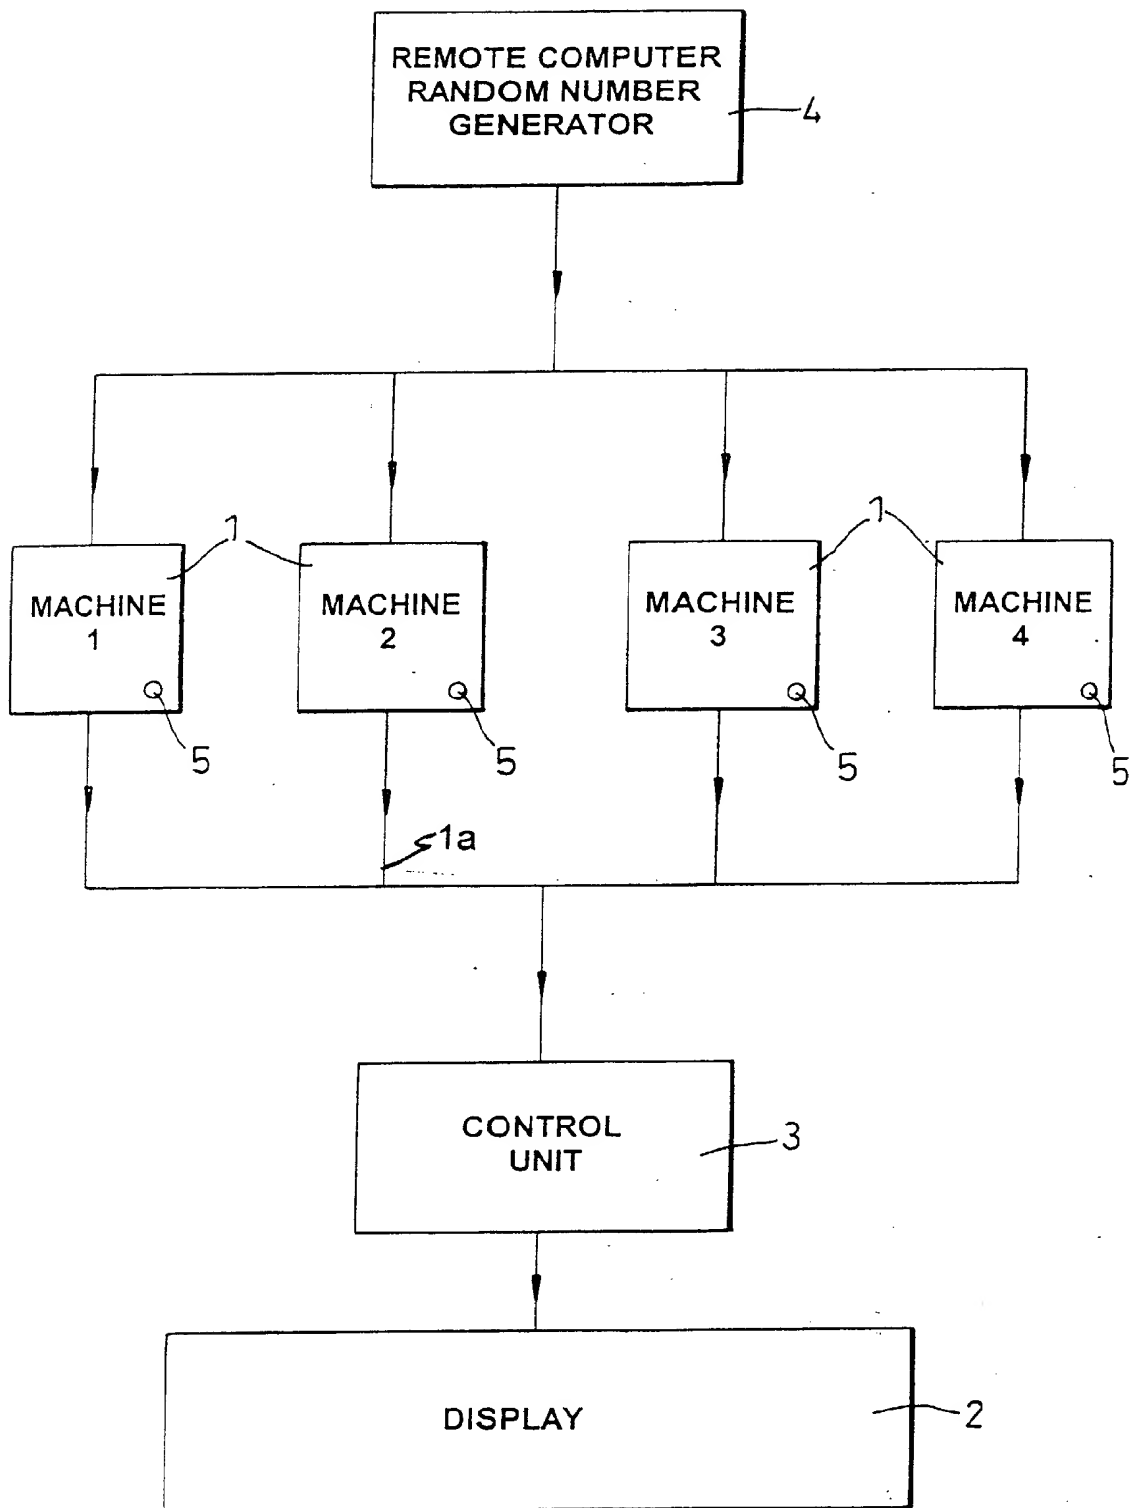 REMOTE COMPUTER
RANDOM NUMBER
GENERATOR
4
1
1
MACHINE
1
MACHINE
2
MACHINE
3
MACHINE
4
5
5
5
5
1a
CONTROL
UNIT
3
DISPLAY
2